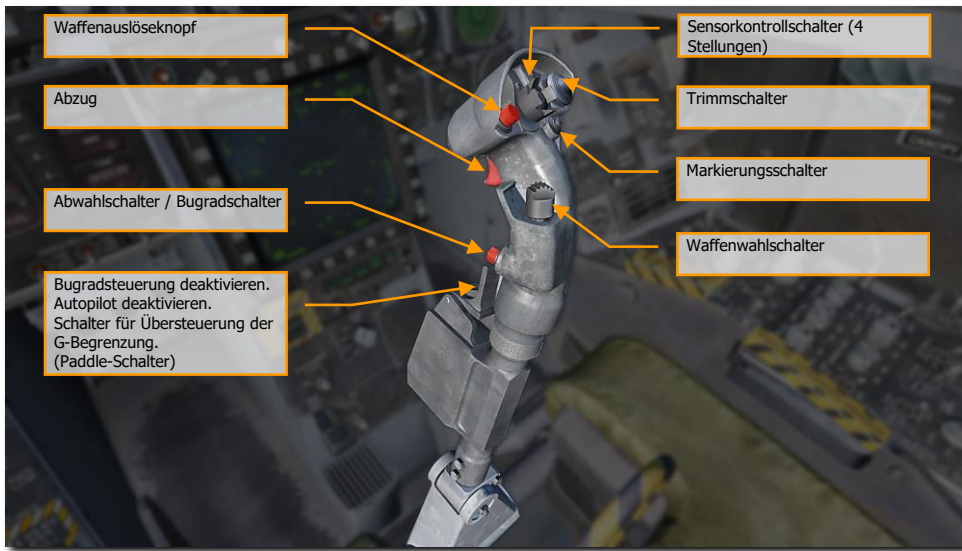 Waffenauslöseknopf
Abzug
Abwahlschalter / Bugradschalter
Bugradsteuerung deaktivieren.
Autopilot deaktivieren.
Schalter für Übersteuerung der
G-Begrenzung.
(Paddle-Schalter)
Sensorkontrollschalter (4
Stellungen)
Trimmschalter
Markierungsschalter
Waffenwahlschalter